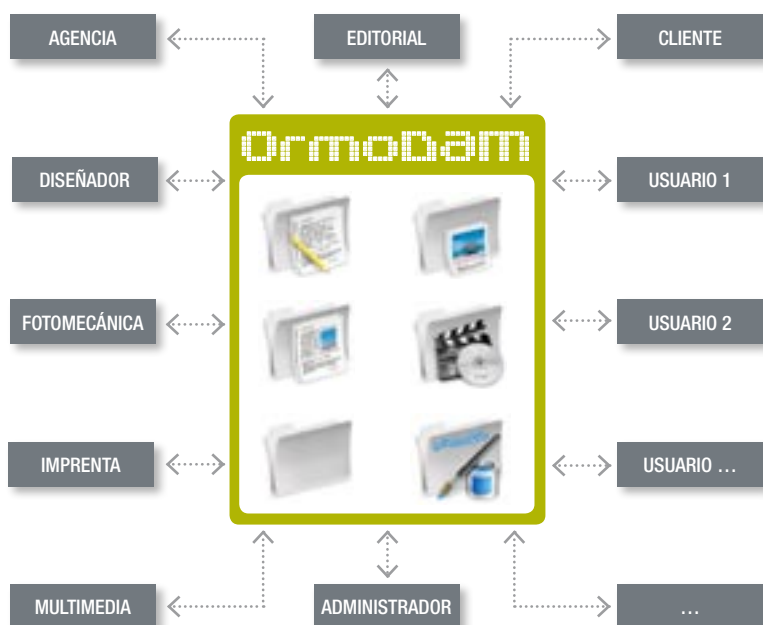 AGENCIA
EDITORIAL
CLIENTE
OrmoDaM
DISEÑADOR
USUARIO 1
FOTOMECÁNICA
USUARIO 2
IMPRENTA
USUARIO ...
MULTIMEDIA
ADMINISTRADOR
...